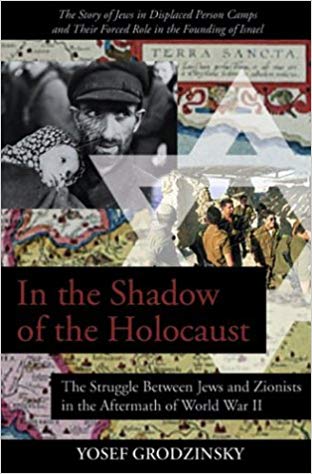 The Story of Jews in Displaced Person Camps
and Their Forced Role in the Founding of Israel
TERRA SANCTA,
In the Shadow
of the Holocaust
The Struggle Between Jews and Zionists
in the Aftermath of World War II
YOSEF GRODZINSKY